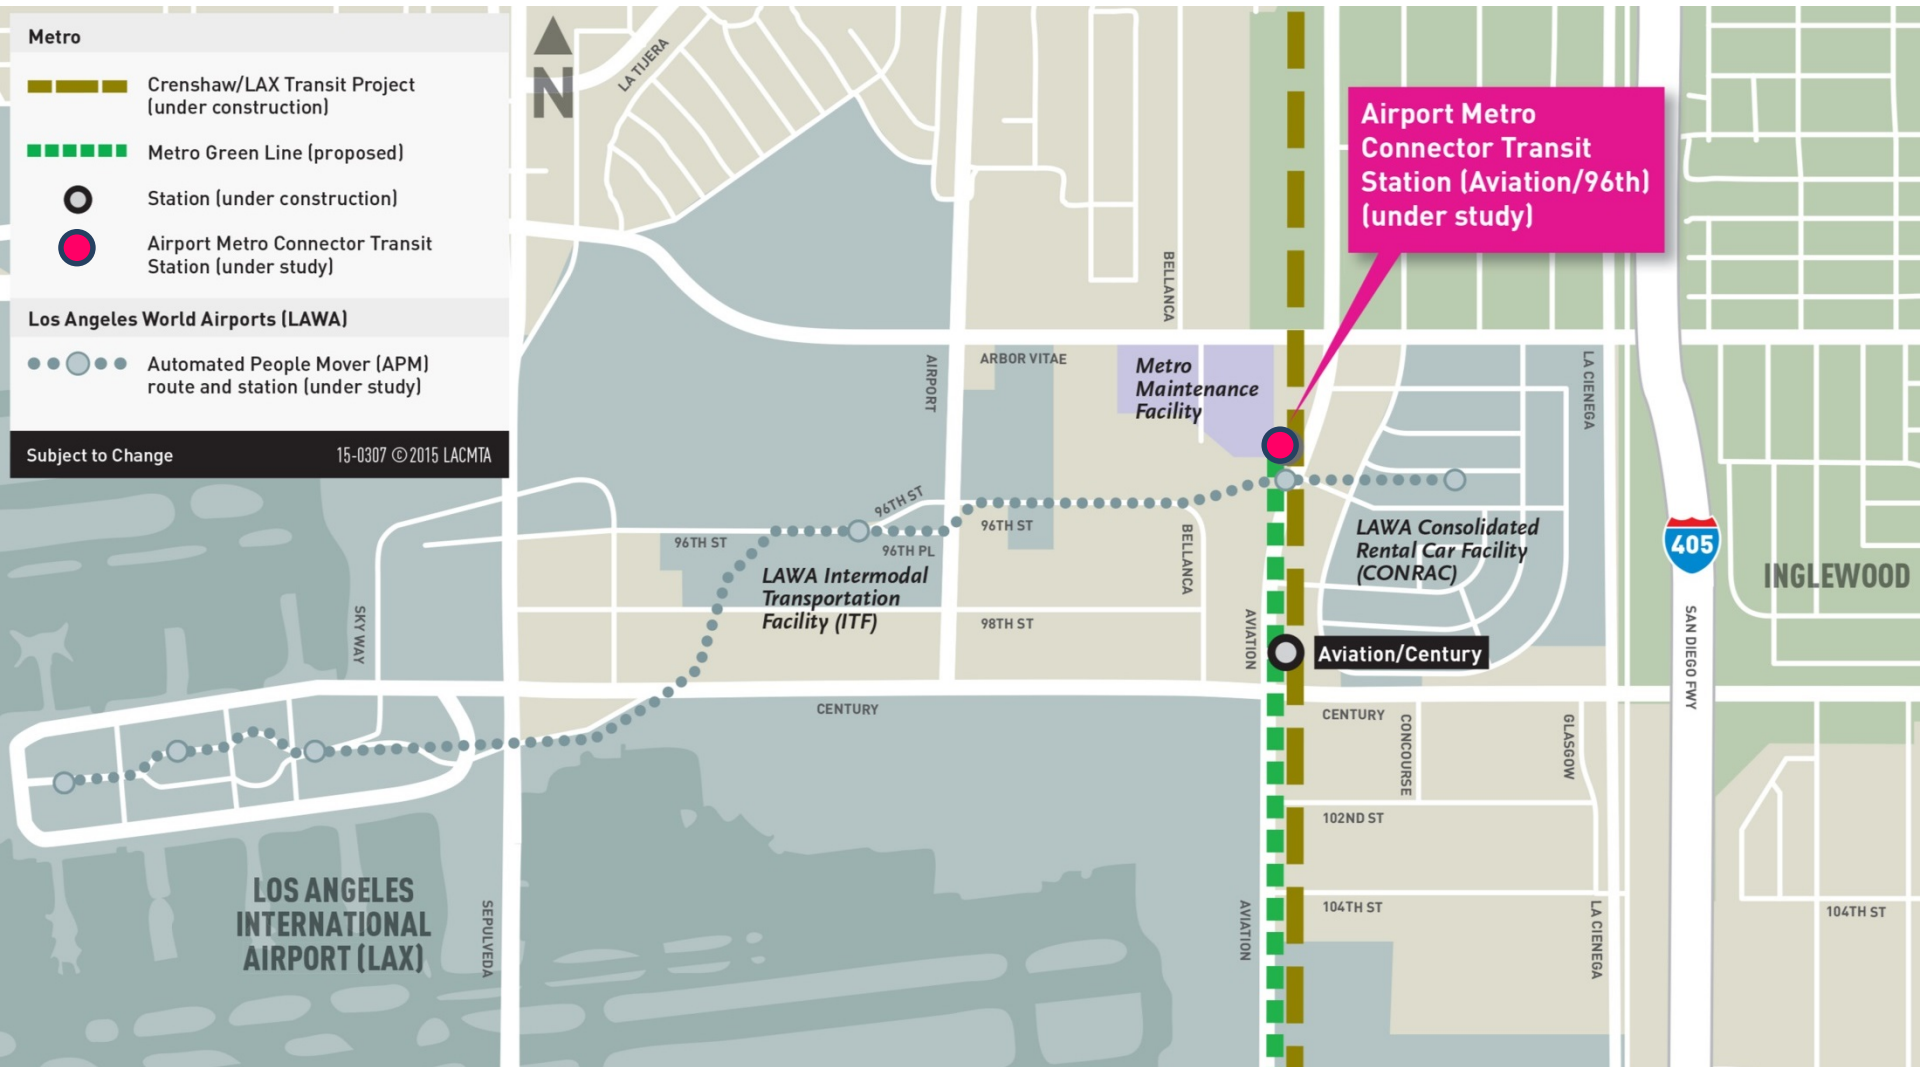 Metro
Crenshaw/LAX Transit Project
(under construction)
Metro Green Line (proposed)
Station (under construction)
Airport Metro Connector Transit
Station (under study)
Los Angeles World Airports (LAWA)
Automated People Mover (APM)
route and station (under study)
Subject to Change
15-0307 ©2015 LACMTA
N
LA TIJERA
Airport Metro
Connector Transit
Station (Aviation/96th)
(under study)
BELLANCA
AIRPORT
ARBOR VITAE
Metro
Maintenance
Facility
LA CIENEGA
96TH ST
96TH ST
96TH ST
96TH PL
BELLANCA
LAWA Consolidated
Rental Car Facility
(CONRAC)
405
INGLEWOOD
LAWA Intermodal
Transportation
Facility (ITF)
SKY WAY
98TH ST
AVIATION
Aviation/Century
SAN DIEGO FWY
CENTURY
CENTURY
CONCOURSE
GLASGOW
102ND ST
LOS ANGELES
INTERNATIONAL
AIRPORT (LAX)
SEPULVEDA
AVIATION
104TH ST
LA CIENEGA
104TH ST